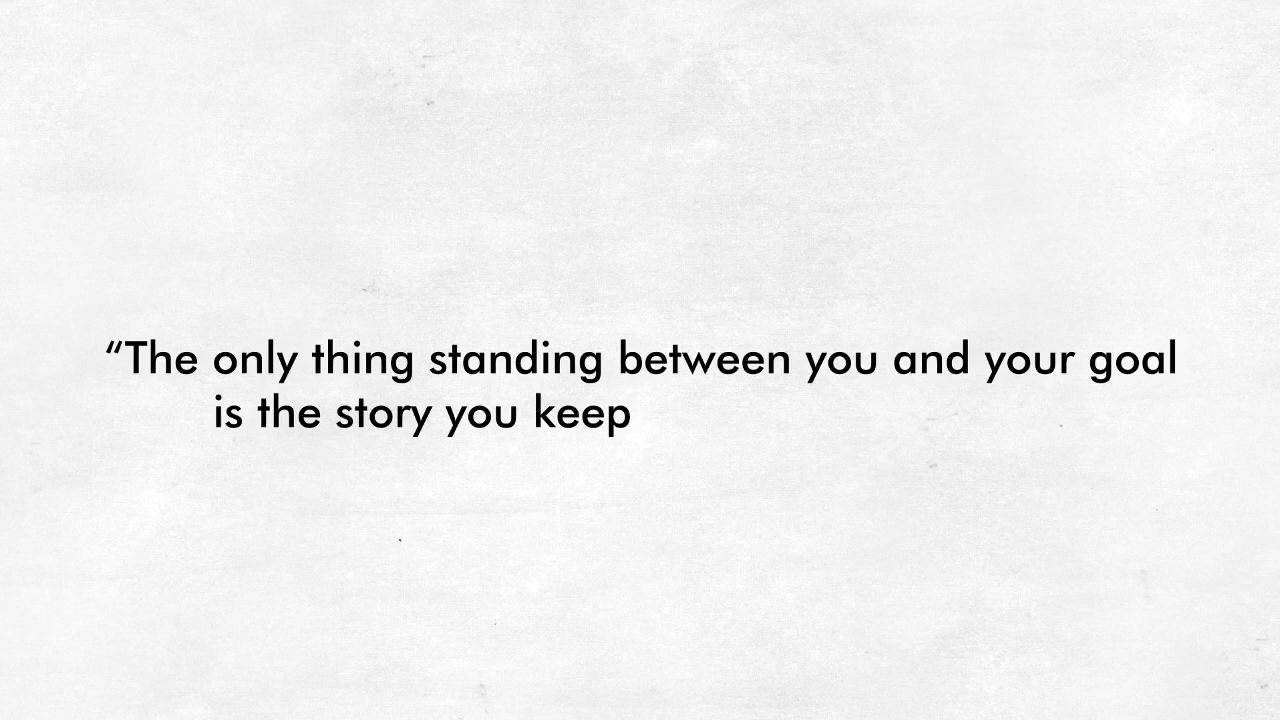 “The only thing standing between you and your goal
is the story you keep